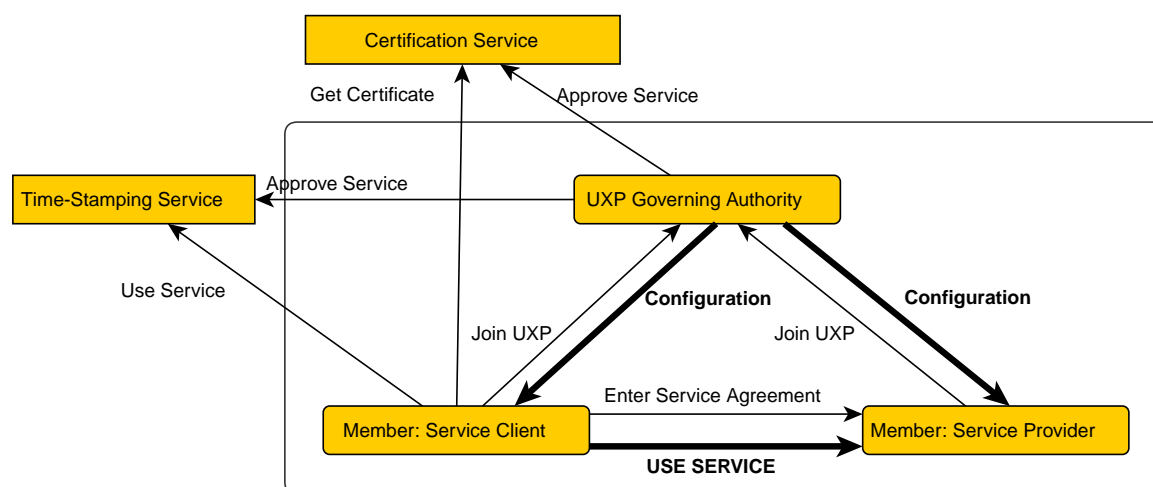 Certification Service
Get Certificate
Approve Service
Time-Stamping Service
Approve Service
UXP Governing Authority
Use Service
Configuration
Configuration
Join UXP
Join UXP
Enter Service Agreement
Member: Service Client
Member: Service Provider
USE SERVICE